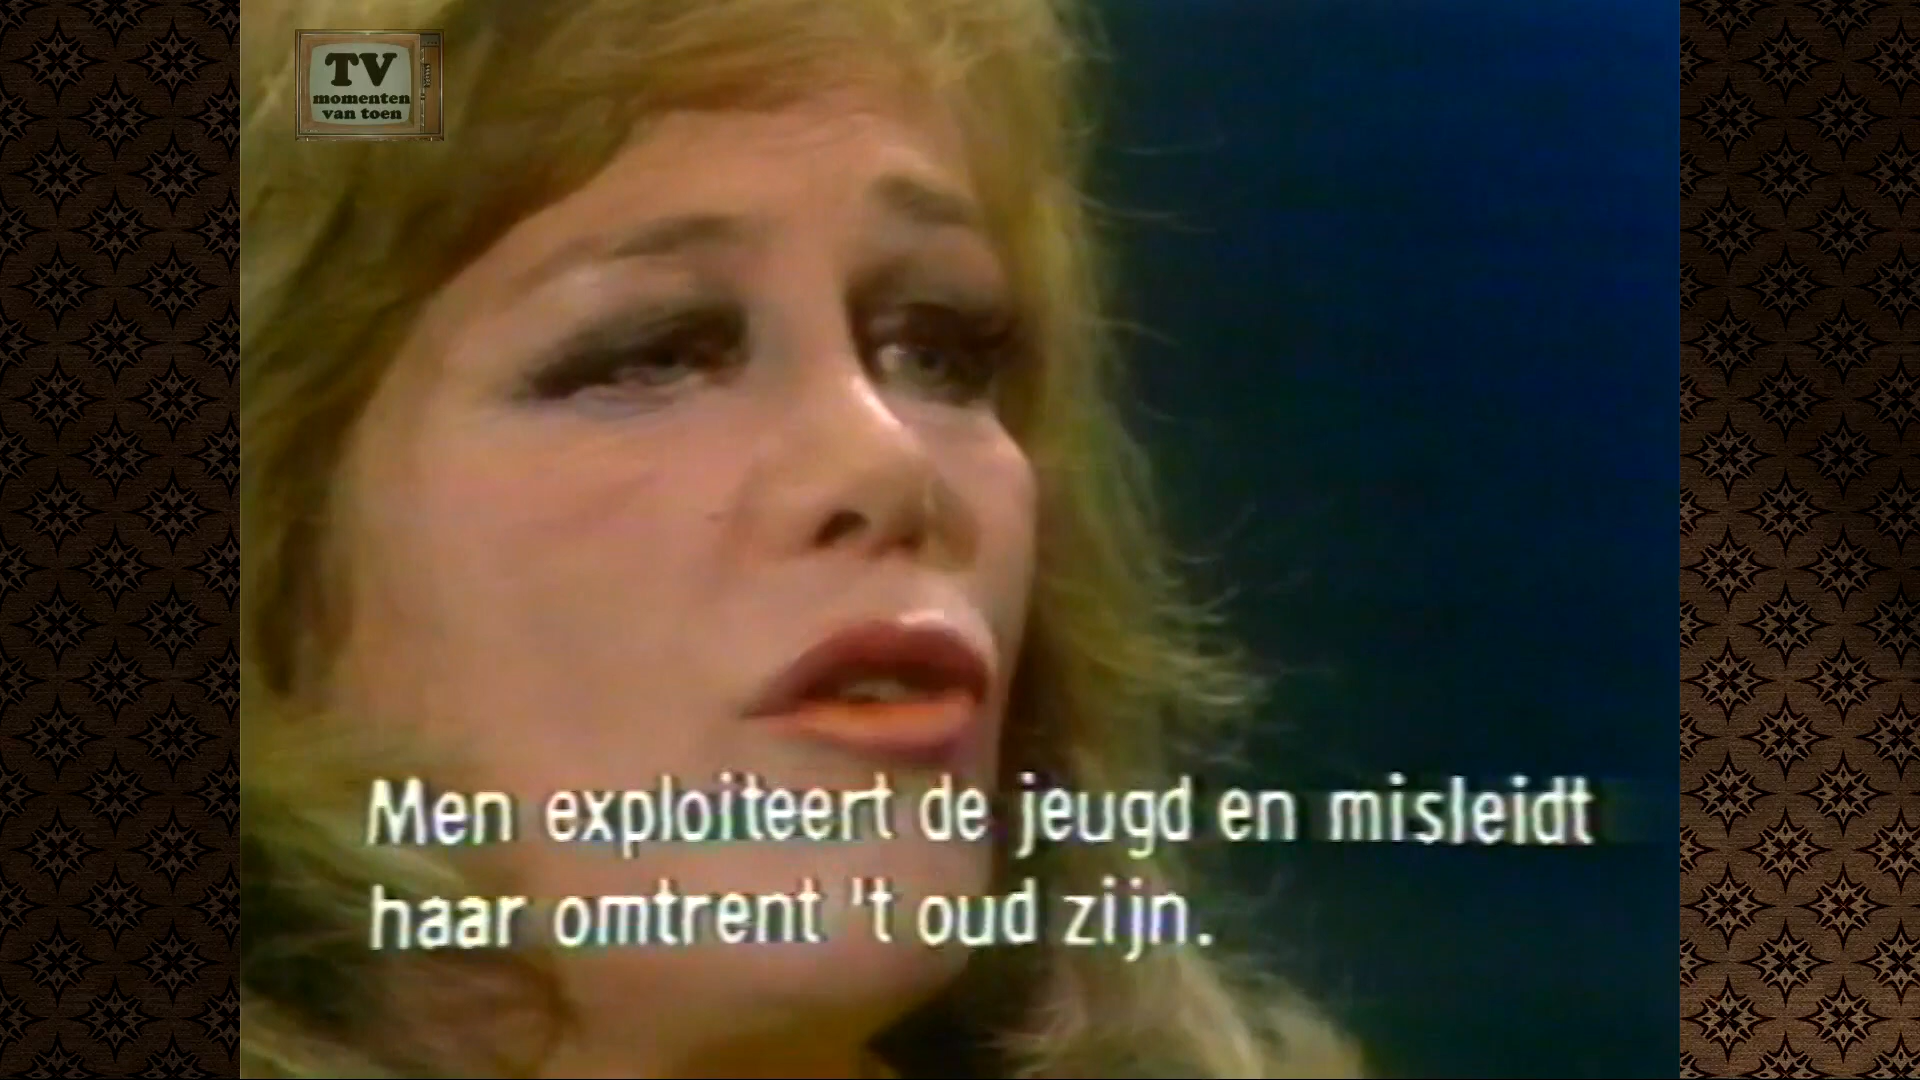 TV
momenten
van toen
Men exploiteert de jeugd en misleidt
haar omtrent 't oud zijn.